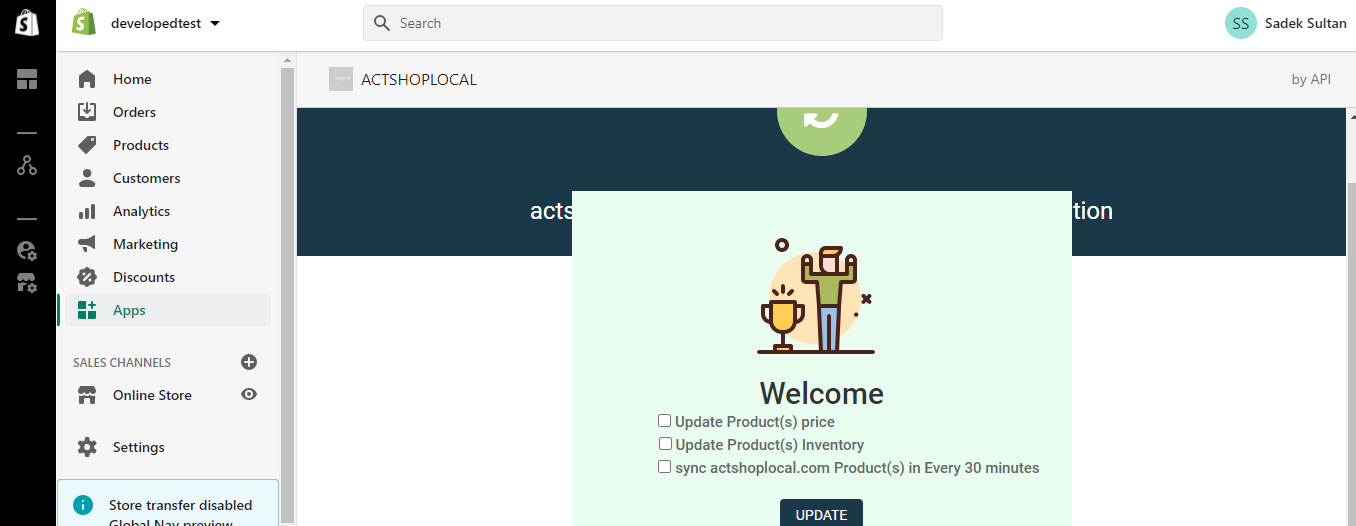 developedtest
Search
SS
Sadek Sultan
Home
Orders
Products
Customers
Analytics
Marketing
Discounts
Apps
SALES CHANNELS
Online Store
Settings
Store transfer disabled
Global Nav preview
ACTSHOPLOCAL
by API
acts
tion
Welcome
Update Product(s) price
Update Product(s) Inventory
sync actshoplocal.com Product(s) in Every 30 minutes
UPDATE